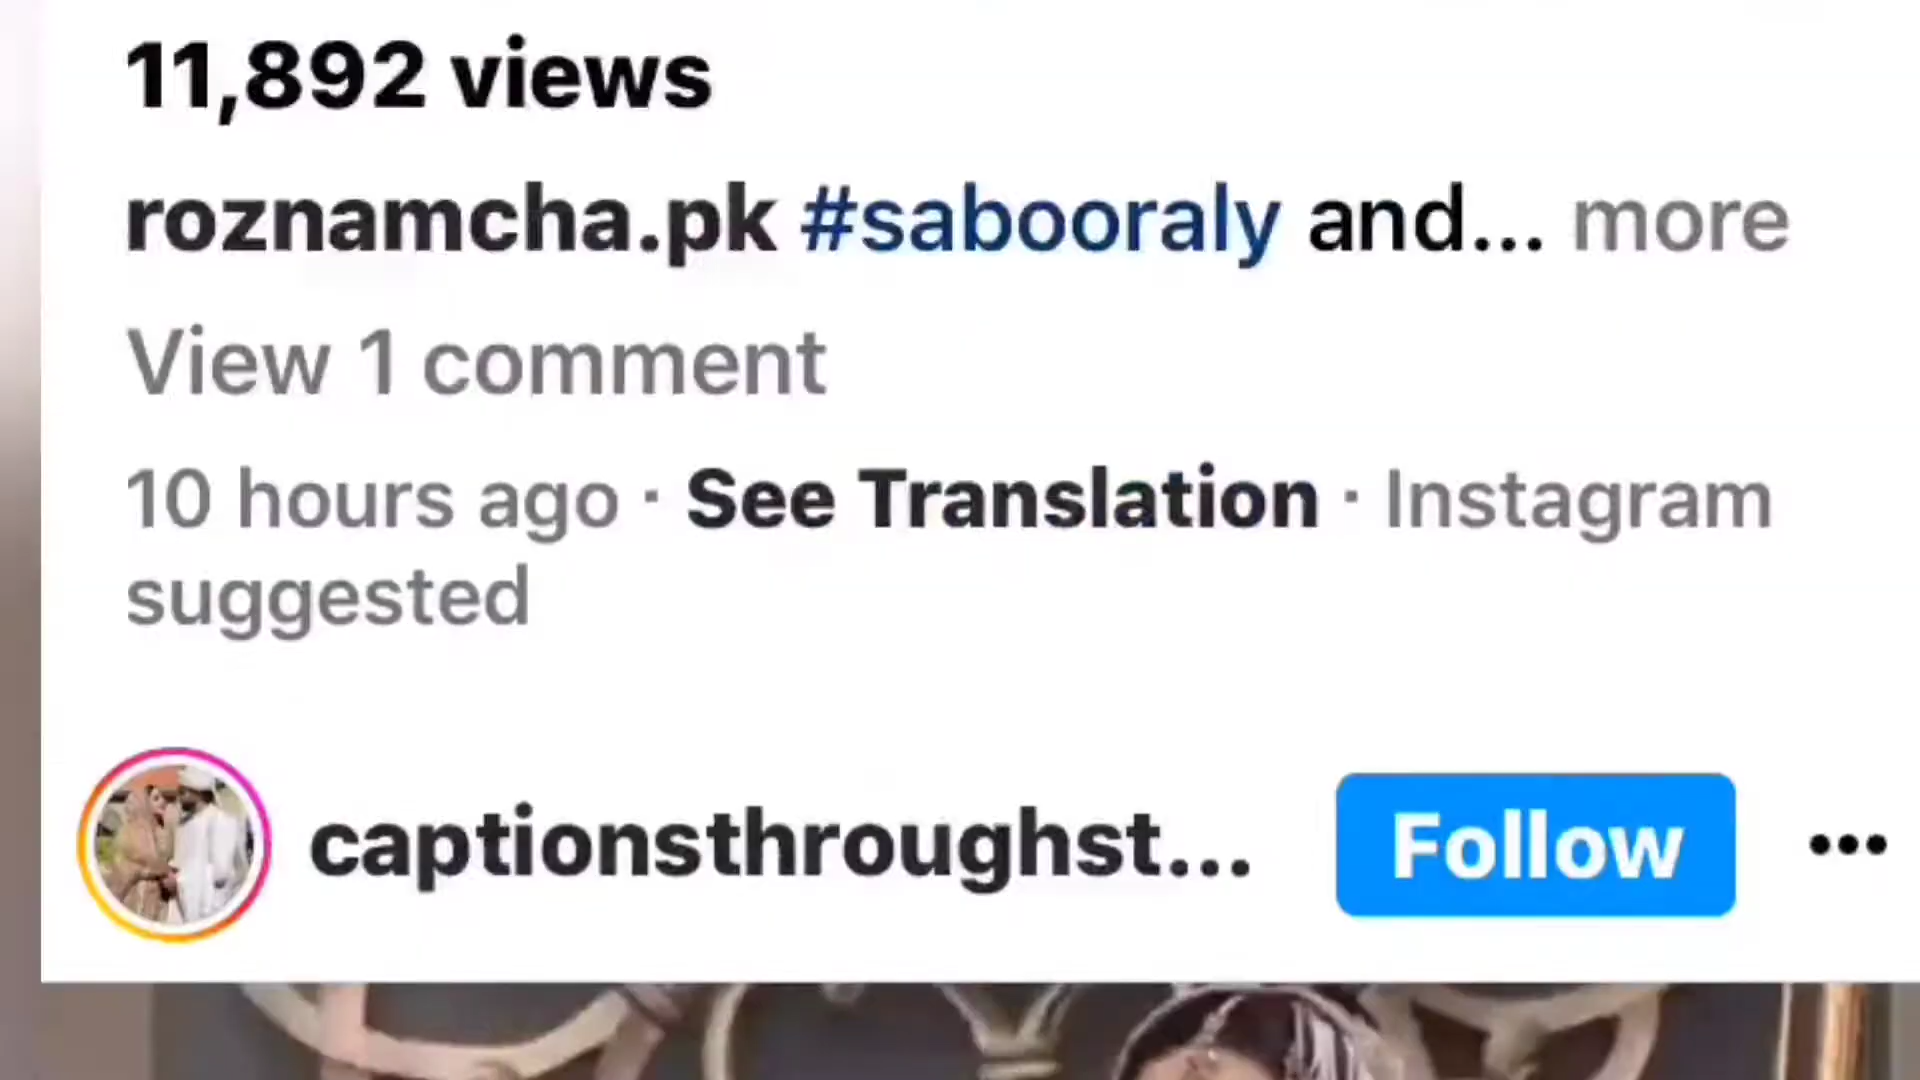 11,892 views
roznamcha.pk #sabooraly and... more
View 1 comment
10 hours ago · See Translation · Instagram
suggested
captionsthroughst...
Follow